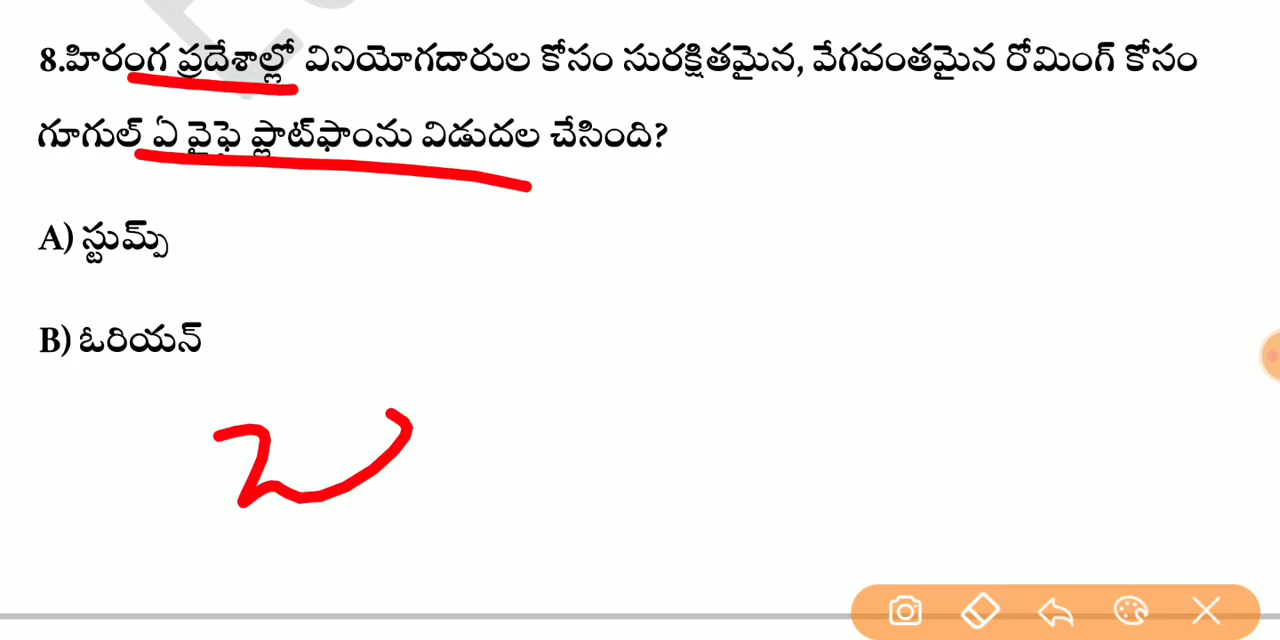 8.హిరంగ ప్రదేశాల్లో వినియోగదారుల కోసం సురక్షితమైన, వేగవంతమైన రోమింగ్ కోసం
గూగుల్ ఏ వైఫై ప్లాట్‌ఫాంను విడుదల చేసింది?
A) స్టుమ్ప్
B) ఓరియన్